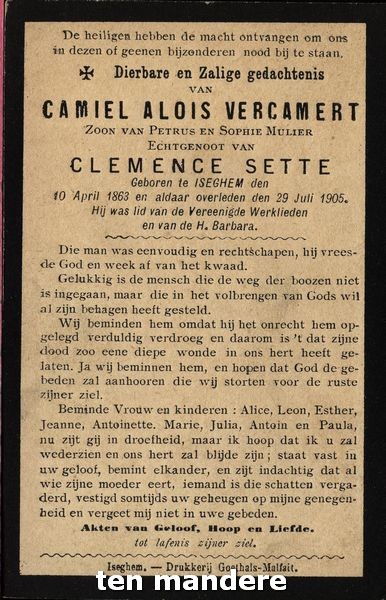 De heiligen hebben de macht ontvangen om ons
in dezen of geenen bijzonderen nood bij te staan.
✠ Dierbare en Zalige gedachtenis
VAN
CAMIEL ALOIS VERCAMERT
ZOON VAN PETRUS EN SOPHIE MULIER
ECHTGENOOT VAN
CLEMENCE SETTE
Geboren te ISEGHEM den
10 April 1863 en aldaar overleden den 29 Juli 1905.
Hij was lid van de Vereenigde Werklieden
en van de H. Barbara.
Die man was eenvoudig en rechtschapen, hij vrees-
de God en week af van het kwaad.
Gelukkig is de mensch die de weg der boozen niet
is ingegaan, maar die in het volbrengen van Gods wil
al zijn behagen heeft gesteld.
Wij beminden hem omdat hij het onrecht hem op-
gelegd verduldig verdroeg en daarom is 't dat zijne
dood zoo eene diepe wonde in ons hert heeft ge-
laten. Ja wij beminnen hem, en hopen dat God de ge-
beden zal aanhooren die wij storten voor de ruste
zijner ziel.
Beminde Vrouw en kinderen : Alice, Leon, Esther,
Jeanne, Antoinette. Marie, Julia, Antoin en Paula,
nu zijt gij in droefheid, maar ik hoop dat ik u zal
wederzien en ons hert zal blijde zijn ; staat vast in
uw geloof, bemint elkander, en zijt indachtig dat al
wie zijne moeder eert, iemand is die schatten verga-
derd, vestigd somtijds uw geheugen op mijne genegen-
heid en vergeet mij niet in uwe gebeden.
Akten van Geloof, Hoop en Liefde.
tot lafenis zijner ziel.
Iseghem. — Drukkerij Goethals-Malfait.
ten mandere